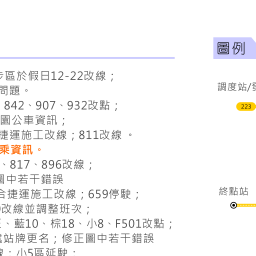 區於假日12-22改線；
問題。
842、907、932改點；
園公車資訊；
捷運施工改線；811改線 。
乘資訊。
、817、896改線；
圖中若干錯誤
捷運施工改線；659停駛；
改線並調整班次；
、藍10、棕18、小8、F501改點；
站牌更名；修正圖中若干錯誤
；小5區延駛；
圖例
調度站/
223
終點站